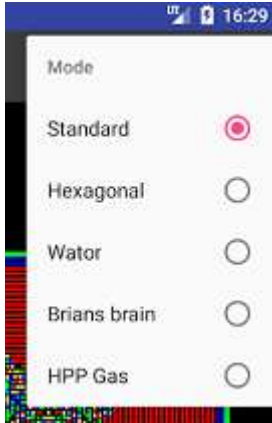 16:29
Mode
Standard
Hexagonal
Wator
Brians brain
HPP Gas